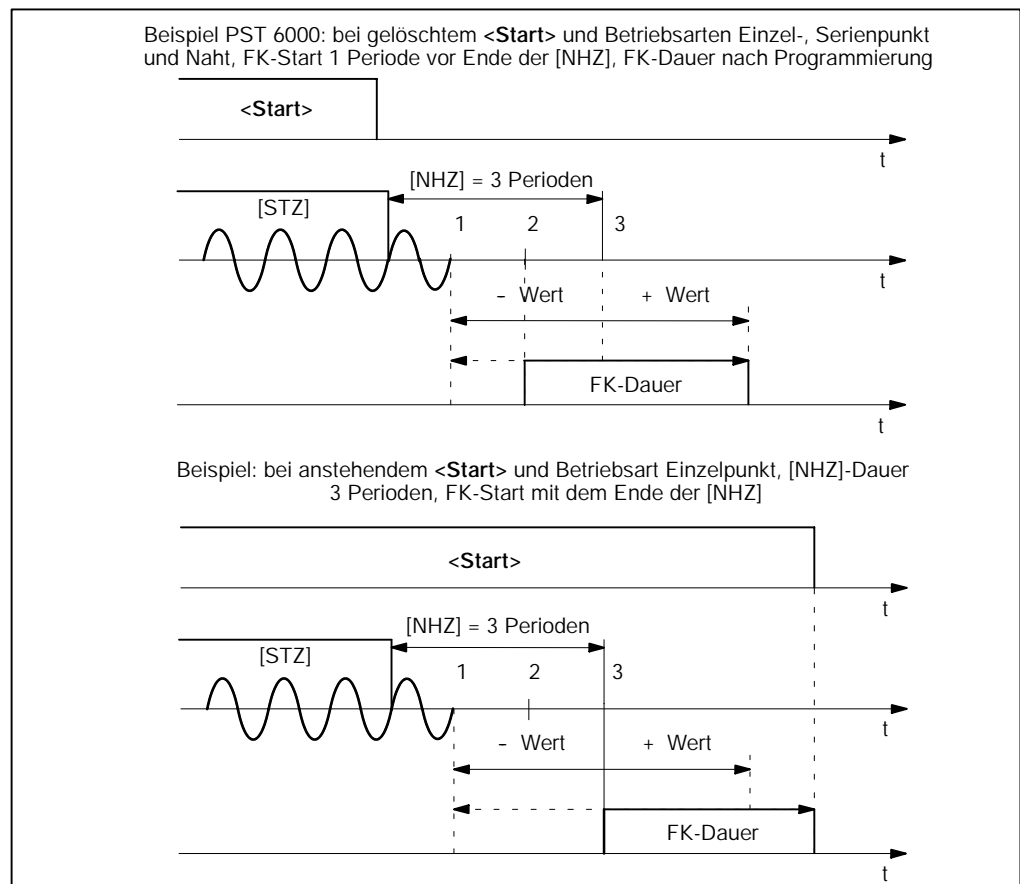 Beispiel PST 6000: bei gelöschtem <Start> und Betriebsarten Einzel-, Serienpunkt
und Naht, FK-Start 1 Periode vor Ende der [NHZ], FK-Dauer nach Programmierung
<Start>
t
[NHZ] = 3 Perioden
[STZ]
1 2 3
- Wert + Wert
FK-Dauer
t
Beispiel: bei anstehendem <Start> und Betriebsart Einzelpunkt, [NHZ]-Dauer
3 Perioden, FK-Start mit dem Ende der [NHZ]
<Start>
t
[NHZ] = 3 Perioden
[STZ]
1 2 3
t
- Wert + Wert
FK-Dauer
t